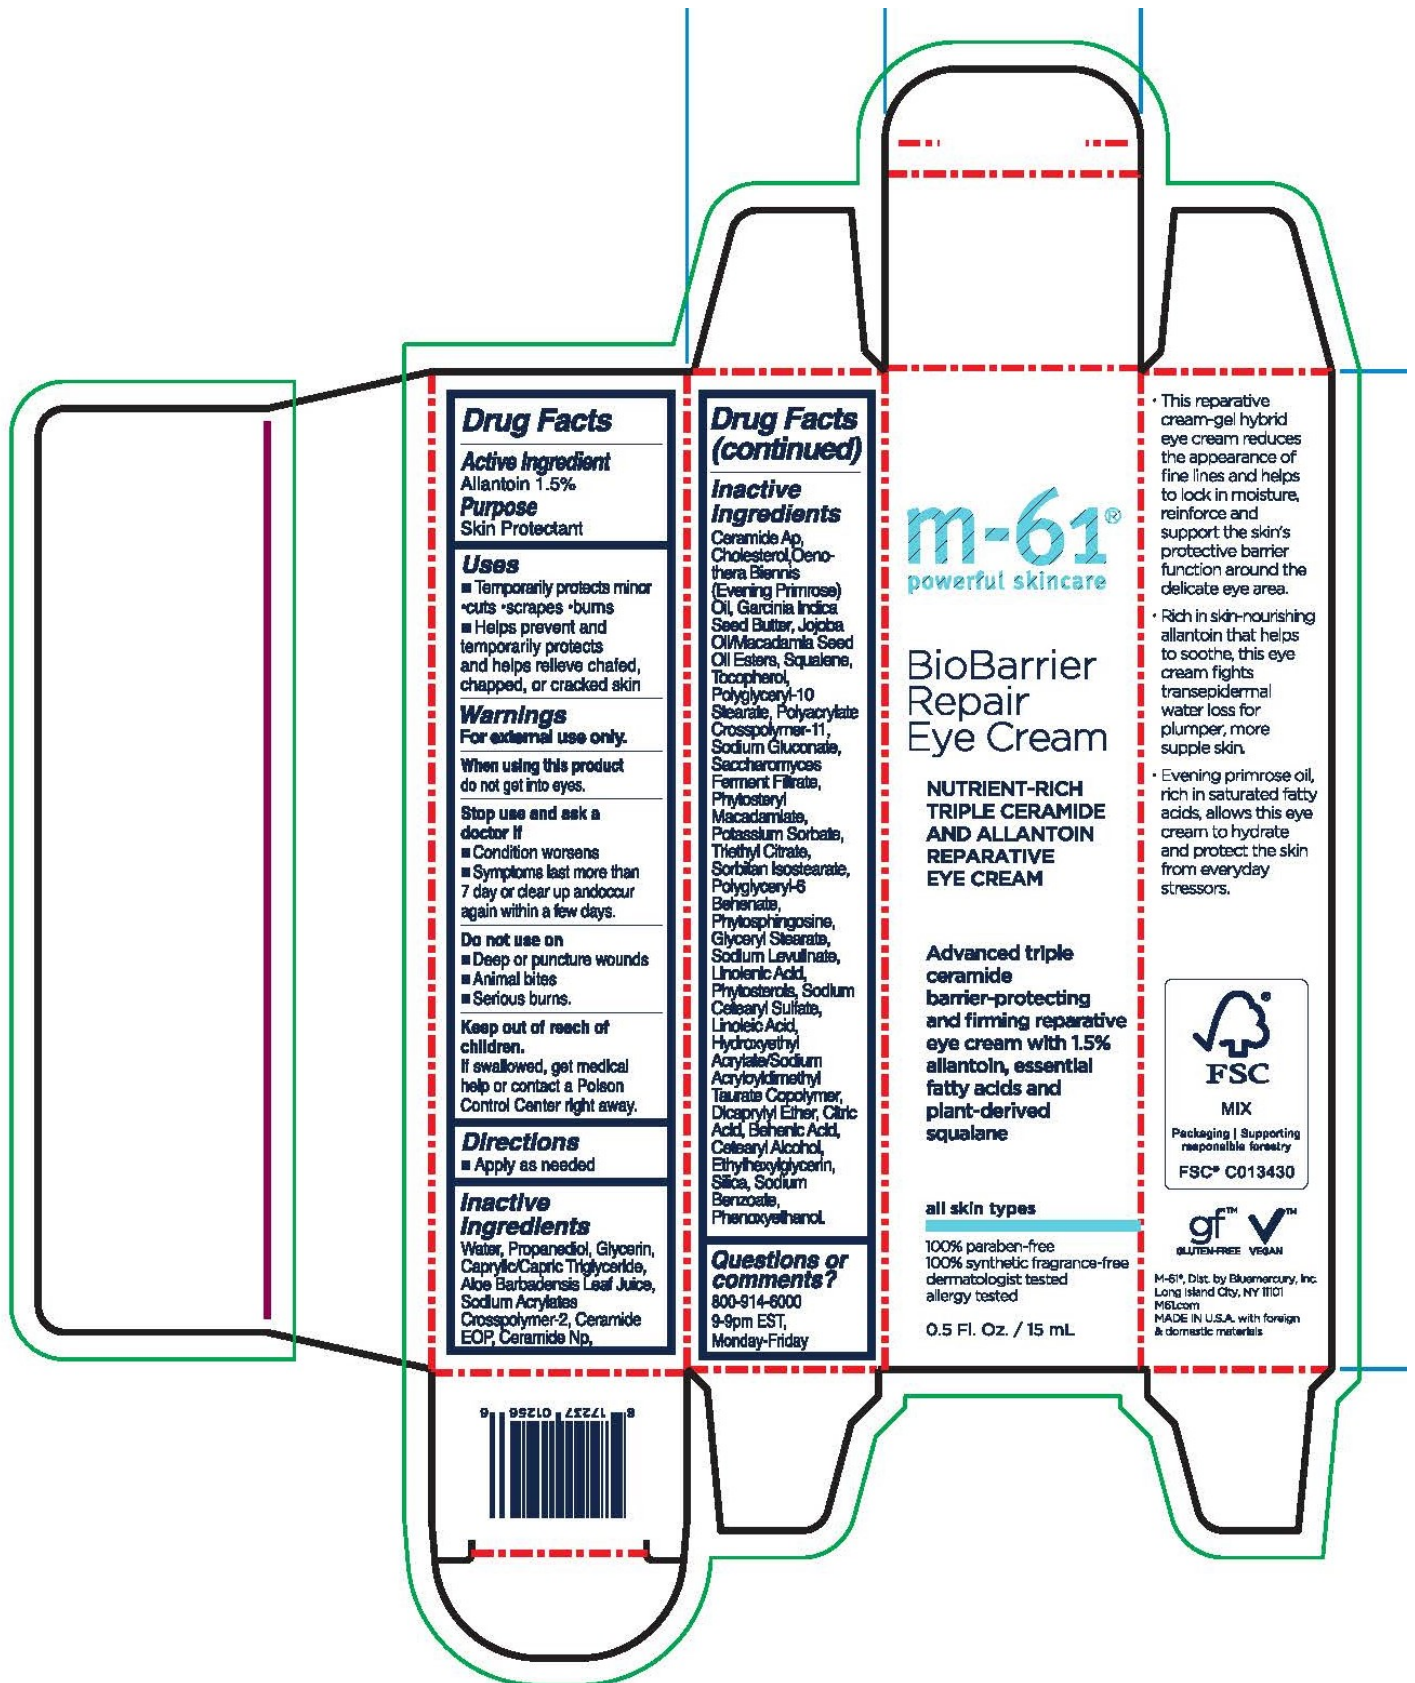 Drug Facts
Active Ingredient
Allantoin 1.5%
Purpose
Skin Protectant
Uses
■ Temporarily protects minor
•cuts •scrapes •burns
■ Helps prevent and
temporarily protects
and helps relieve chafed,
chapped, or cracked skin
Warnings
For external use only.
When using this product
do not get into eyes.
Stop use and ask a
doctor if
■ Condition worsens
■ Symptoms last more than
7 day or clear up andoccur
again within a few days.
Do not use on
■ Deep or puncture wounds
■ Animal bites
■ Serious burns.
Keep out of reach of
children.
If swallowed, get medical
help or contact a Poison
Control Center right away.
Directions
■ Apply as needed
Inactive
Ingredients
Water, Propanediol, Glycerin,
Caprylic/Capric Triglyceride,
Aloe Barbadensis Leaf Juice,
Sodium Acrylates
Crosspolymer-2, Ceramide
EOP, Ceramide Np,
8 17237 01256 6
Drug Facts
(continued)
Inactive
Ingredients
Ceramide Ap,
Cholesterol,Oeno-
thera Biennis
(Evening Primrose)
Oil, Garcinia Indica
Seed Butter, Jojoba
Oil/Macadamia Seed
Oil Esters, Squalene,
Tocopherol,
Polyglyceryl-10
Stearate, Polyacrylate
Crosspolymer-11,
Sodium Gluconate,
Saccharomyces
Ferment Filtrate,
Phytosteryl
Macadamiate,
Potassium Sorbate,
Triethyl Citrate,
Sorbitan Isostearate,
Polyglyceryl-6
Behenate,
Phytosphingosine,
Glyceryl Stearate,
Sodium Levulinate,
Linolenic Acid,
Phytosterols, Sodium
Cetearyl Sulfate,
Linoleic Acid,
Hydroxyethyl
Acrylate/Sodium
Acryloyldimethyl
Taurate Copolymer,
Dicaprylyl Ether, Citric
Acid, Behenic Acid,
Cetearyl Alcohol,
Ethylhexylglycerin,
Silica, Sodium
Benzoate,
Phenoxyethanol.
Questions or
comments?
800-914-6000
9-9pm EST,
Monday-Friday
m-61®
powerful skincare
BioBarrier
Repair
Eye Cream
NUTRIENT-RICH
TRIPLE CERAMIDE
AND ALLANTOIN
REPARATIVE
EYE CREAM
Advanced triple
ceramide
barrier-protecting
and firming reparative
eye cream with 1.5%
allantoin, essential
fatty acids and
plant-derived
squalane
all skin types
100% paraben-free
100% synthetic fragrance-free
dermatologist tested
allergy tested
0.5 Fl. Oz. / 15 mL
• This reparative
cream-gel hybrid
eye cream reduces
the appearance of
fine lines and helps
to lock in moisture,
reinforce and
support the skin's
protective barrier
function around the
delicate eye area.
• Rich in skin-nourishing
allantoin that helps
to soothe, this eye
cream fights
transepidermal
water loss for
plumper, more
supple skin.
• Evening primrose oil,
rich in saturated fatty
acids, allows this eye
cream to hydrate
and protect the skin
from everyday
stressors.
®
FSC
MIX
Packaging | Supporting
responsible forestry
FSC® C013430
gf™ V™
GLUTEN-FREE VEGAN
M-61®, Dist. by Bluemercury, Inc.
Long Island City, NY 11101
M61.com
MADE IN U.S.A. with foreign
& domestic materials